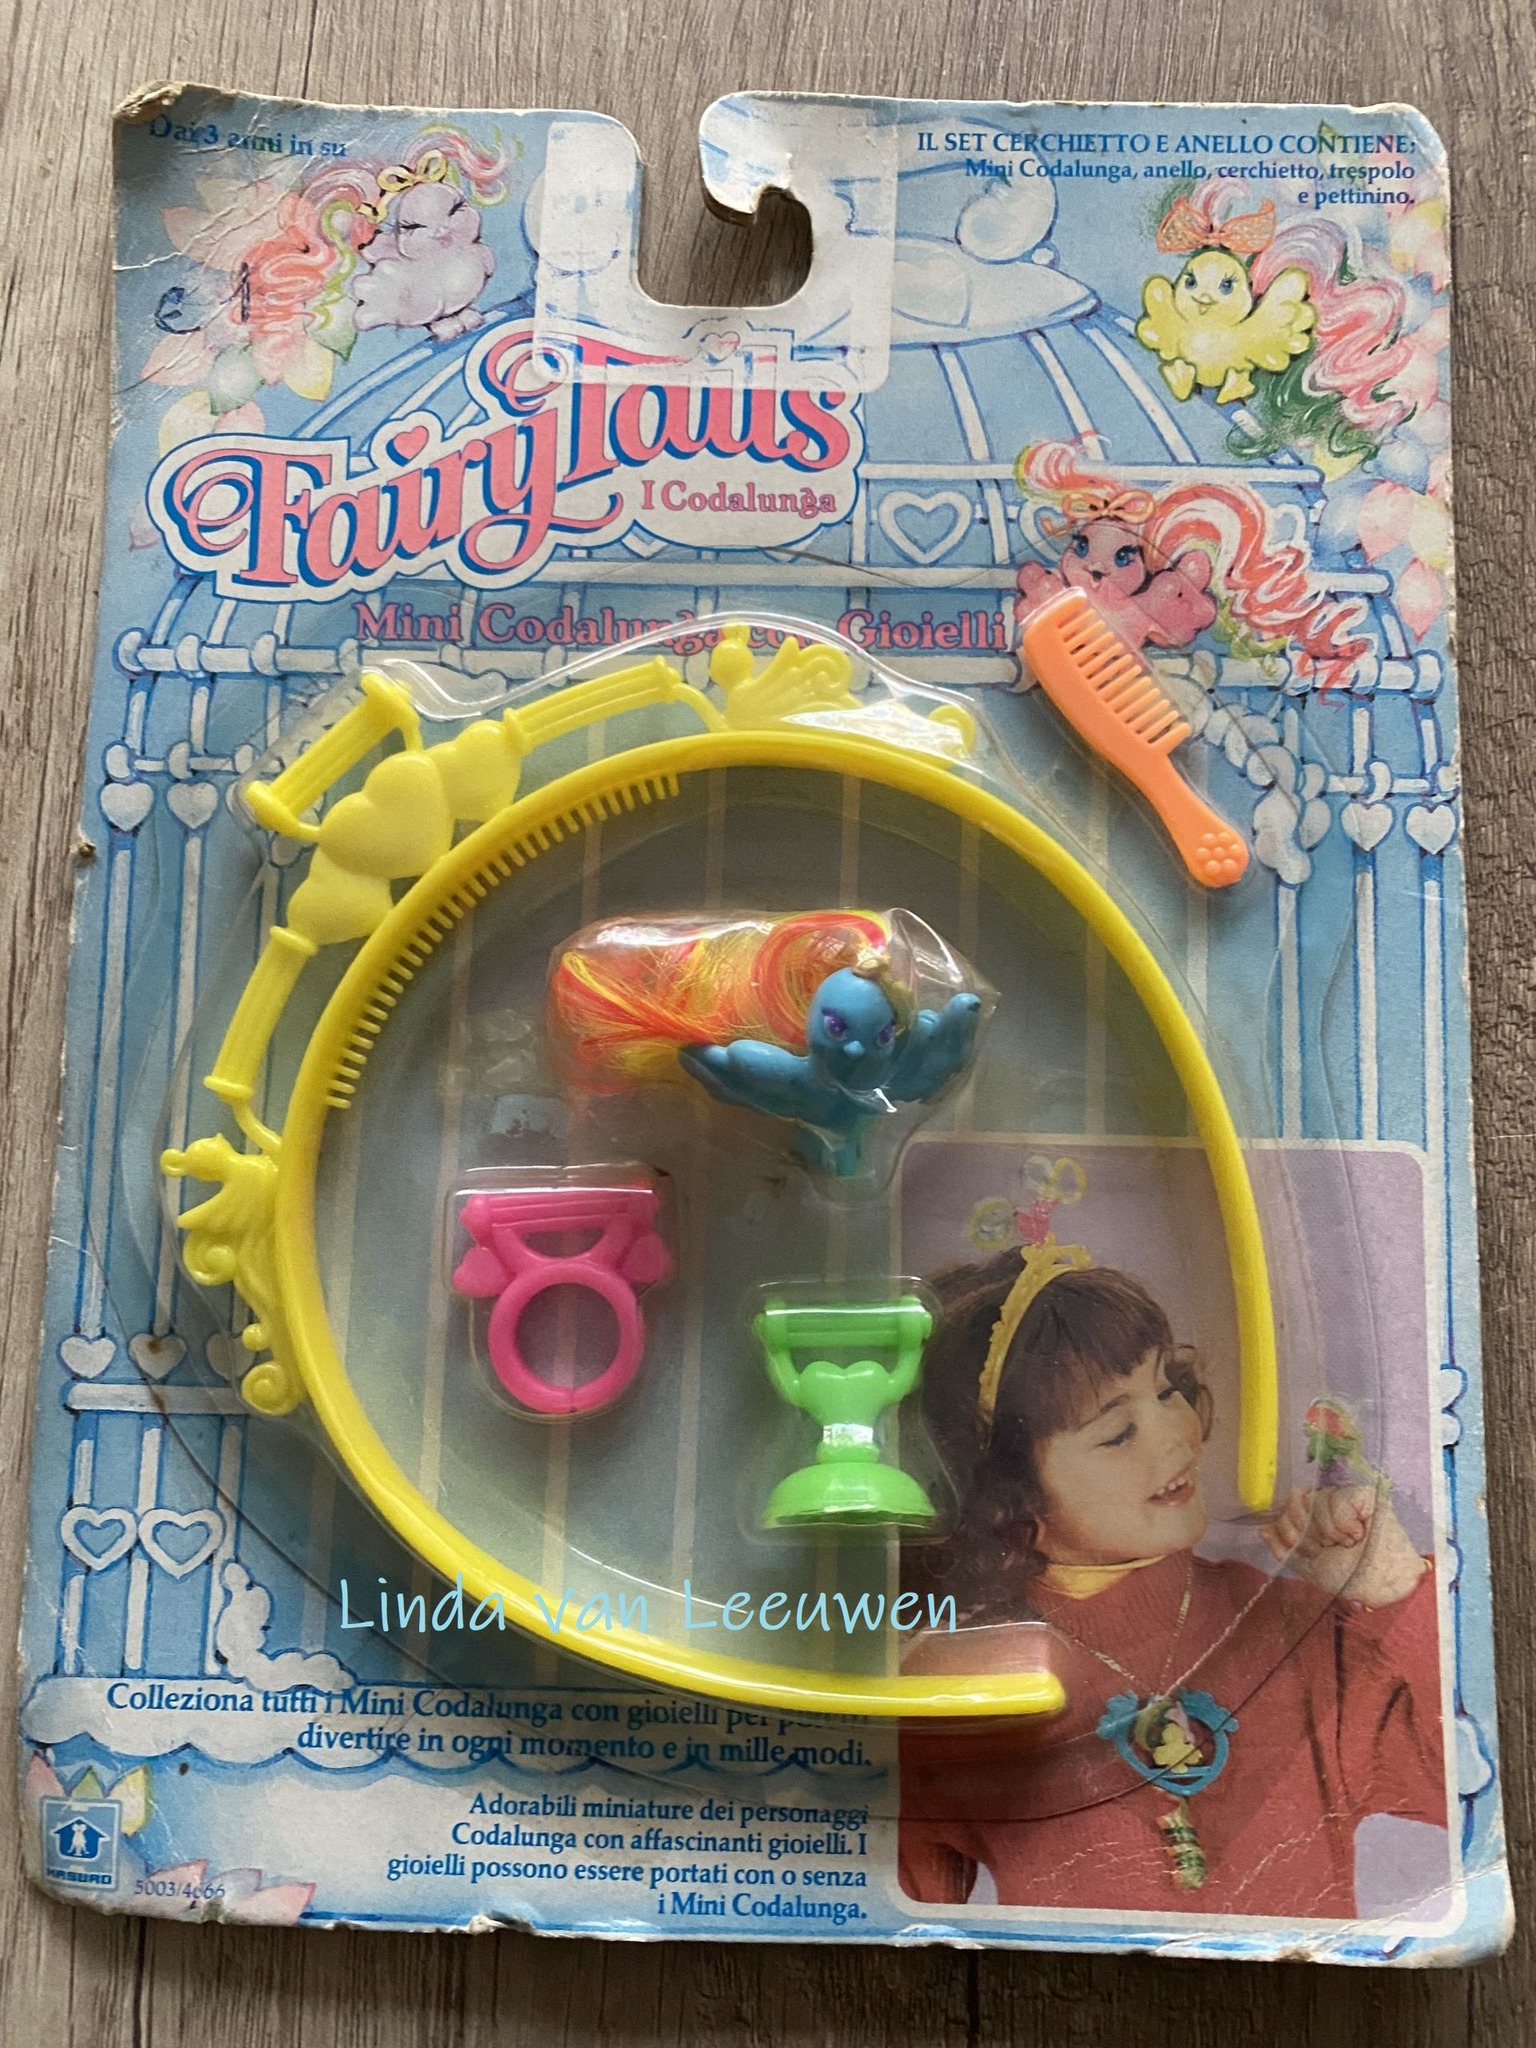 Dai 3 anni in su
IL SET CERCHIETTO E ANELLO CONTIENE:
Mini Codalunga, anello, cerchietto, trespolo
e pettinino.
€ 1
Fairy Tails
I Codalunga
Mini Codalunga con Gioielli
Linda van Leeuwen
Colleziona tutti i Mini Codalunga con gioielli per
divertire in ogni momento e in mille modi.
Adorabili miniature dei personaggi
Codalunga con affascinanti gioielli. I
gioielli possono essere portati con o senza
i Mini Codalunga.
HASBRO
5003/4666